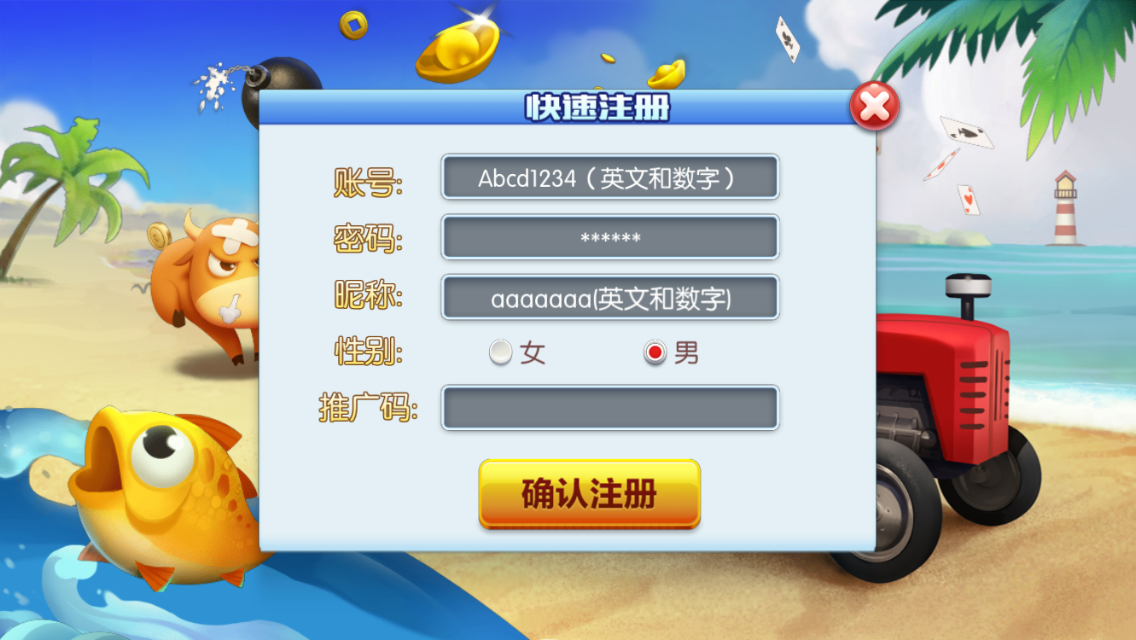 快速注册
账号: Abcd1234（英文和数字）
密码: ******
昵称: aaaaaaa(英文和数字)
性别: 女 男
推广码:
确认注册